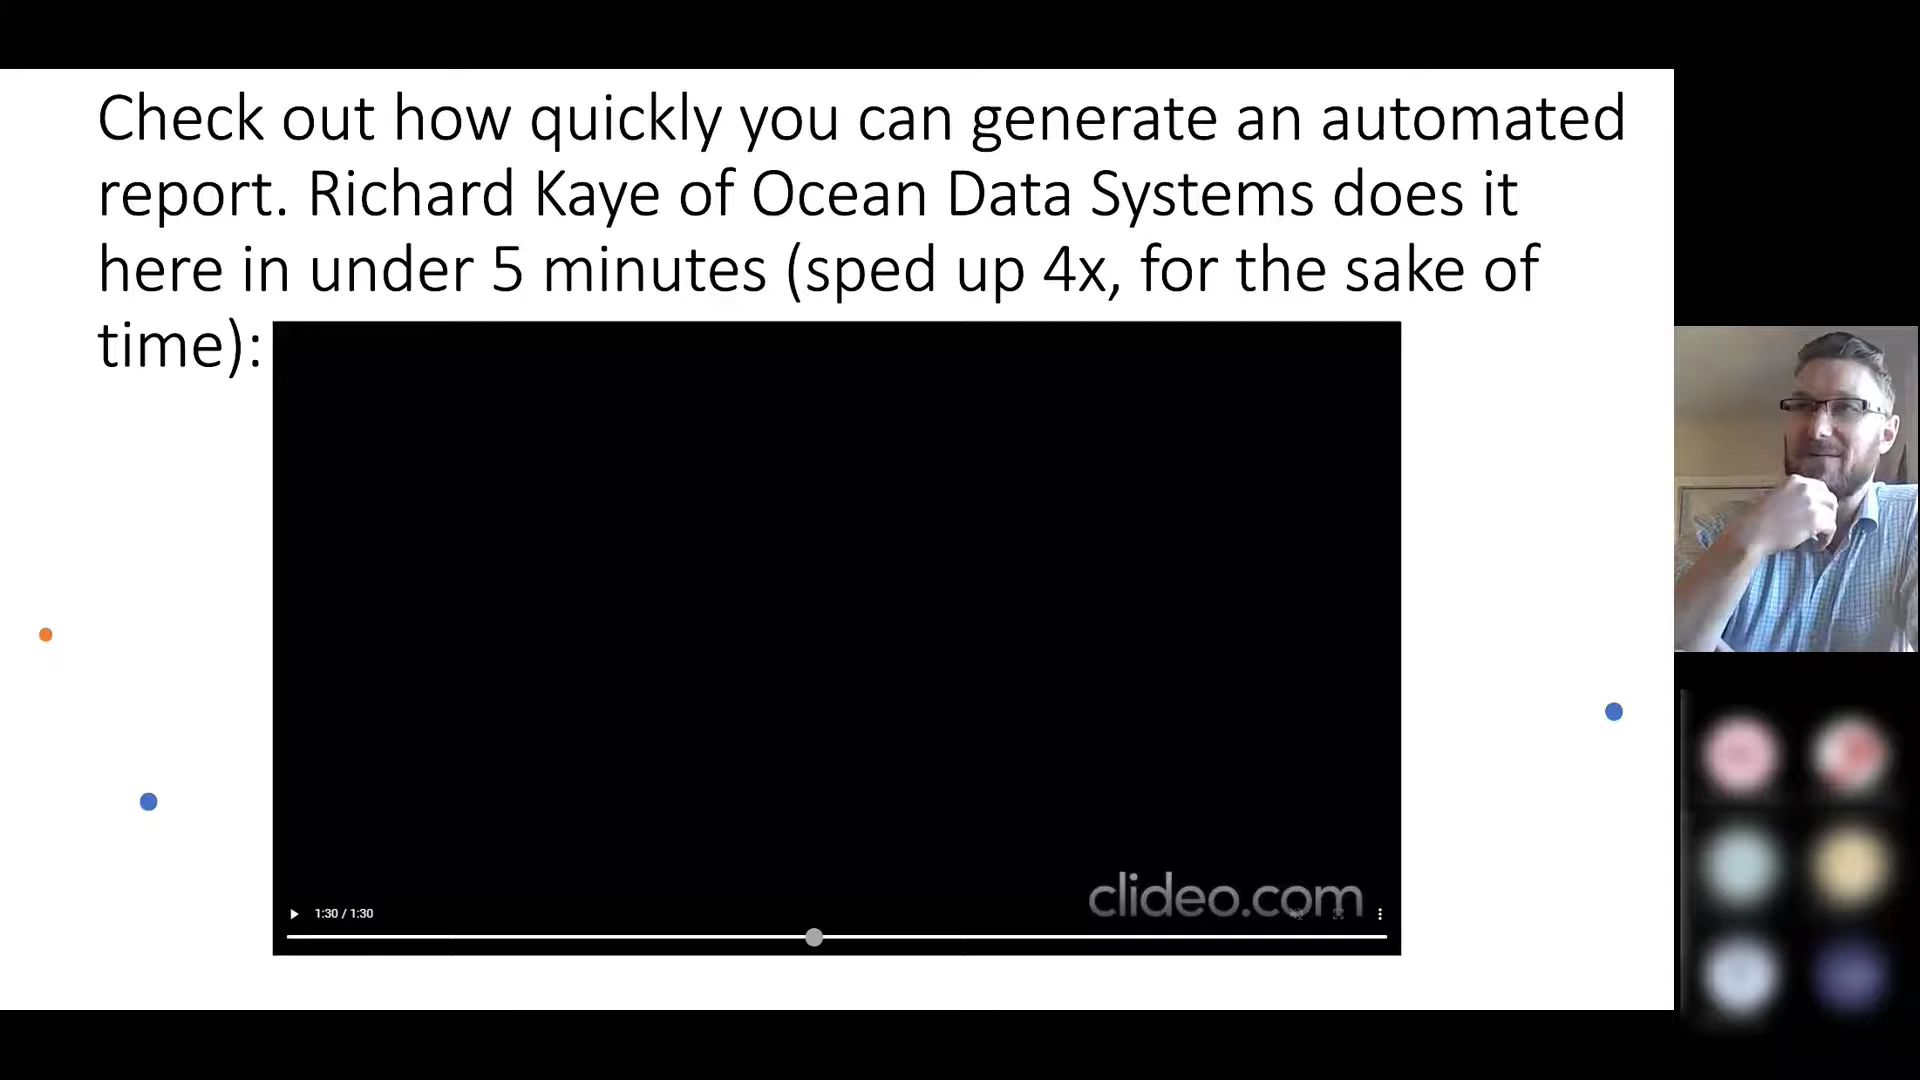 Check out how quickly you can generate an automated
report. Richard Kaye of Ocean Data Systems does it
here in under 5 minutes (sped up 4x, for the sake of
time):
clideo.com
1:30 / 1:30